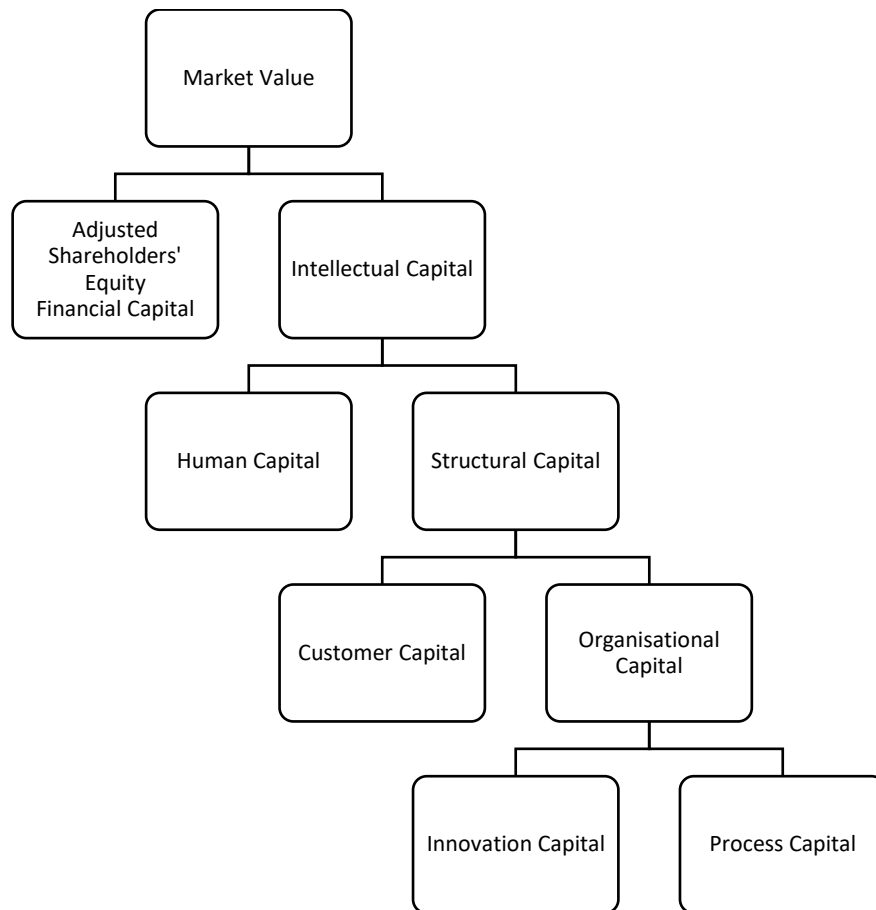 Market Value
Adjusted
Shareholders'
Equity
Financial Capital
Intellectual Capital
Human Capital
Structural Capital
Customer Capital
Organisational
Capital
Innovation Capital
Process Capital